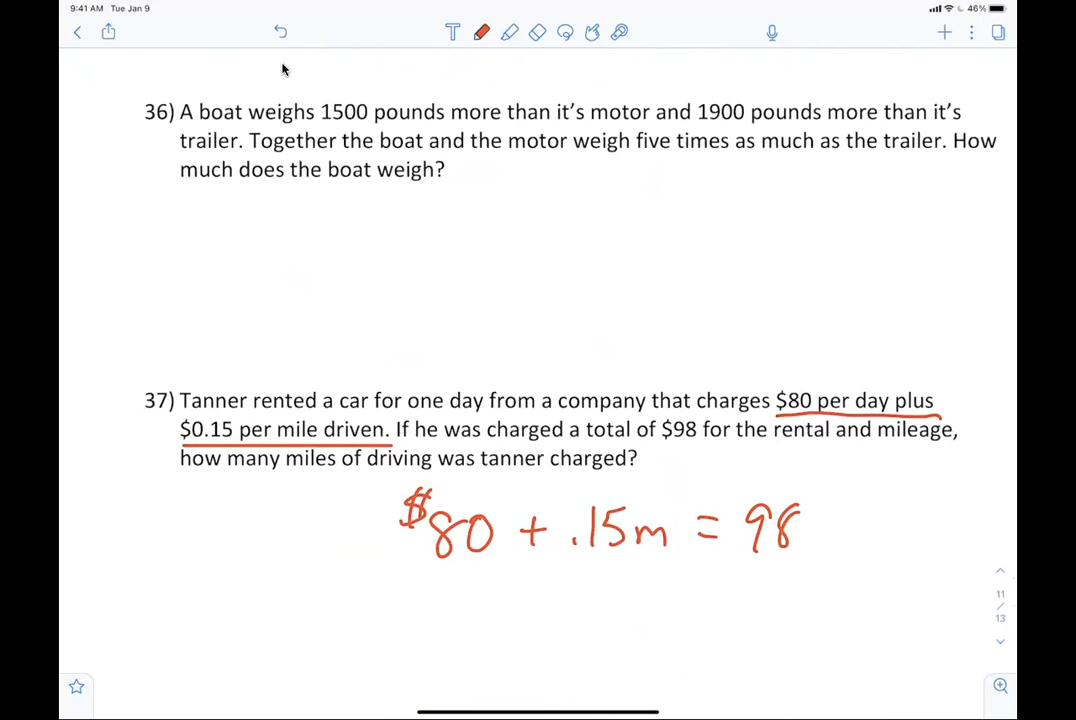 9:41 AM Tue Jan 9
46%
T
36) A boat weighs 1500 pounds more than it's motor and 1900 pounds more than it's
trailer. Together the boat and the motor weigh five times as much as the trailer. How
much does the boat weigh?
37) Tanner rented a car for one day from a company that charges $80 per day plus
$0.15 per mile driven. If he was charged a total of $98 for the rental and mileage,
how many miles of driving was tanner charged?
$80 + .15m = 98
11
/
13